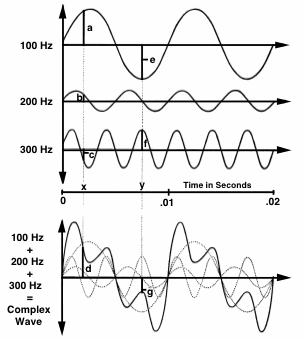 a
100 Hz
e
b
200 Hz
f
300 Hz
c
x
y
Time in Seconds
0
.01
.02
100 Hz
+
200 Hz
+
300 Hz
=
Complex
Wave
d
g